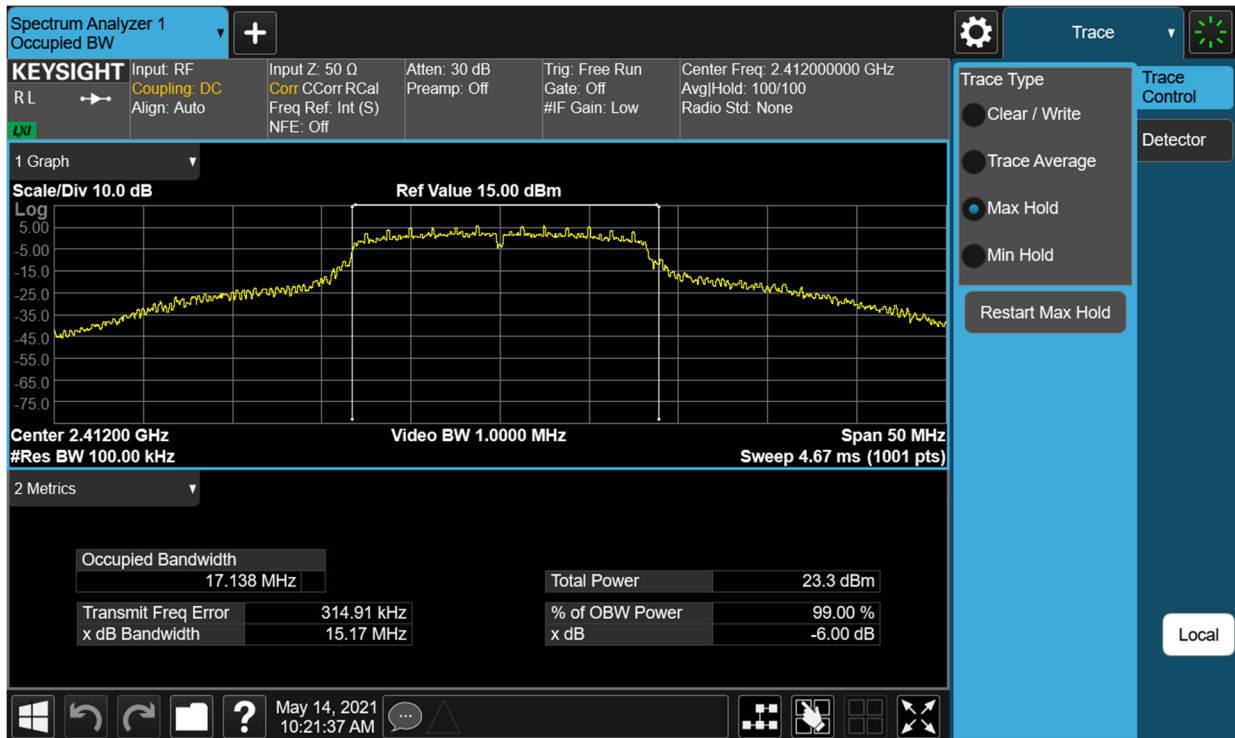 Spectrum Analyzer 1
Occupied BW
+
Trace
KEYSIGHT
R L
LXI
Input: RF
Coupling: DC
Align: Auto
Input Z: 50 Ω
Corr CCorr RCal
Freq Ref: Int (S)
NFE: Off
Atten: 30 dB
Preamp: Off
Trig: Free Run
Gate: Off
#IF Gain: Low
Center Freq: 2.412000000 GHz
Avg|Hold: 100/100
Radio Std: None
1 Graph
Scale/Div 10.0 dB
Ref Value 15.00 dBm
Log
5.00
-5.00
-15.0
-25.0
-35.0
-45.0
-55.0
-65.0
-75.0
Center 2.41200 GHz
Video BW 1.0000 MHz
Span 50 MHz
#Res BW 100.00 kHz
Sweep 4.67 ms (1001 pts)
2 Metrics
Occupied Bandwidth
17.138 MHz
Total Power 23.3 dBm
Transmit Freq Error 314.91 kHz
% of OBW Power 99.00 %
x dB Bandwidth 15.17 MHz
x dB -6.00 dB
Trace Type
Clear / Write
Trace Average
Max Hold
Min Hold
Restart Max Hold
Trace
Control
Detector
Local
?
May 14, 2021
10:21:37 AM